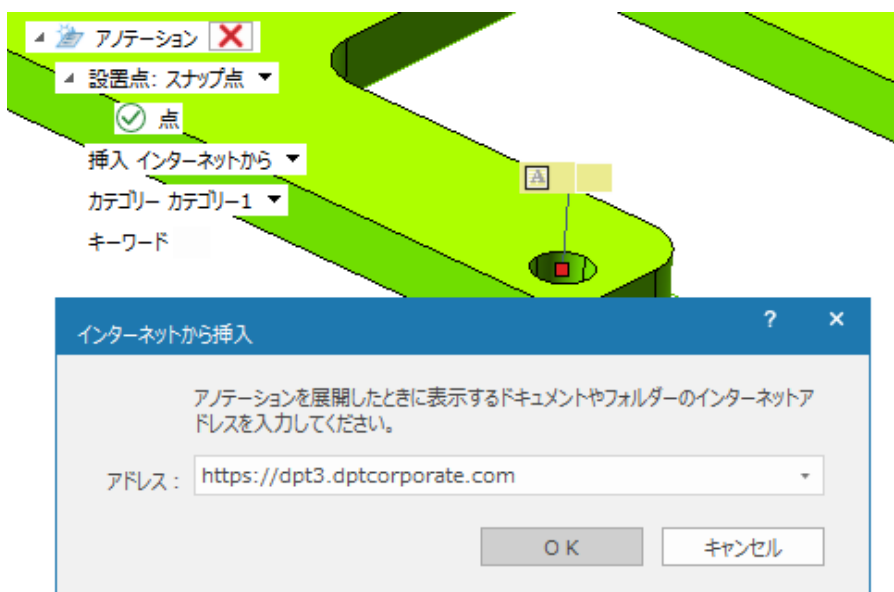 アノテーション
設置点: スナップ点
点
挿入 インターネットから
カテゴリー カテゴリー1
キーワード
A
インターネットから挿入
? ×
アノテーションを展開したときに表示するドキュメントやフォルダーのインターネットア
ドレスを入力してください。
アドレス : https://dpt3.dptcorporate.com
OK キャンセル